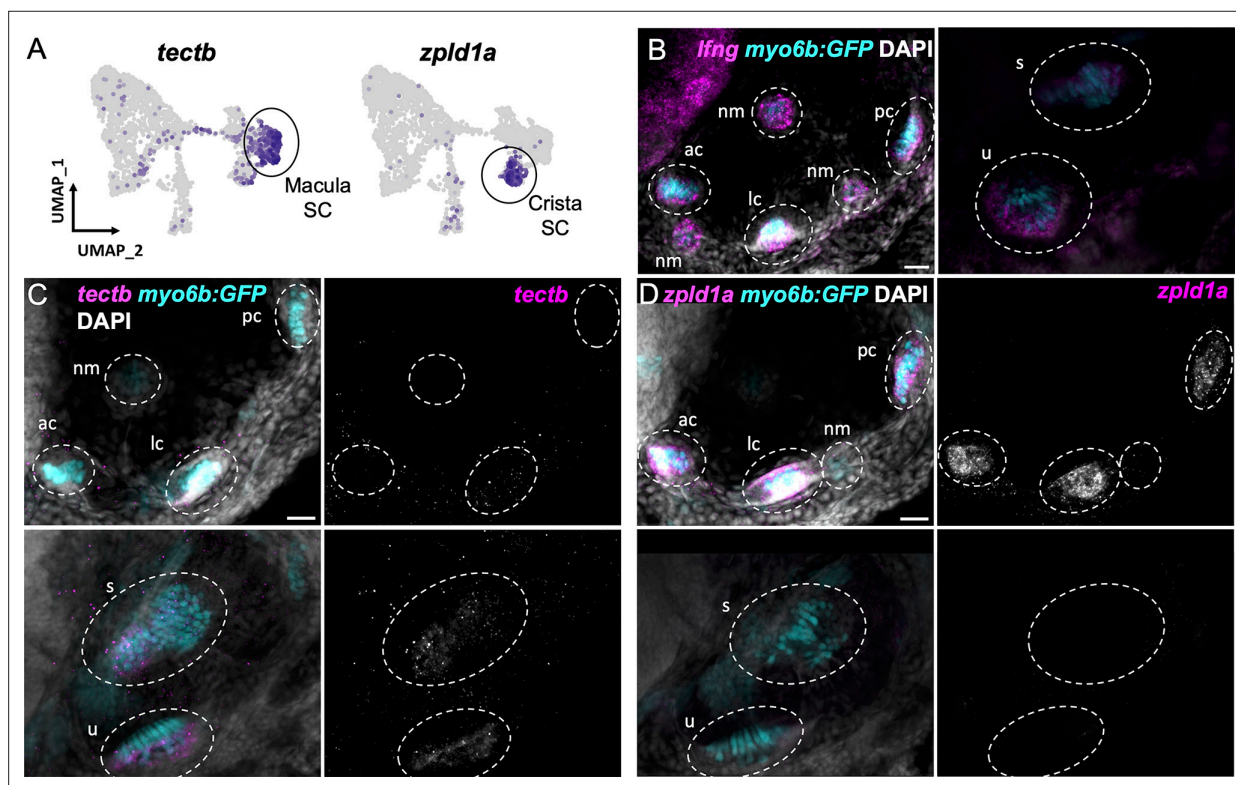 A
tectb
zpld1a
Macula
SC
Crista
SC
UMAP_1
UMAP_2
B
lfng myo6b:GFP DAPI
nm
pc
ac
nm
lc
nm
s
u
C
tectb myo6b:GFP
DAPI
pc
nm
ac
lc
tectb
s
u
D
zpld1a myo6b:GFP DAPI
pc
ac
lc
nm
zpld1a
s
u